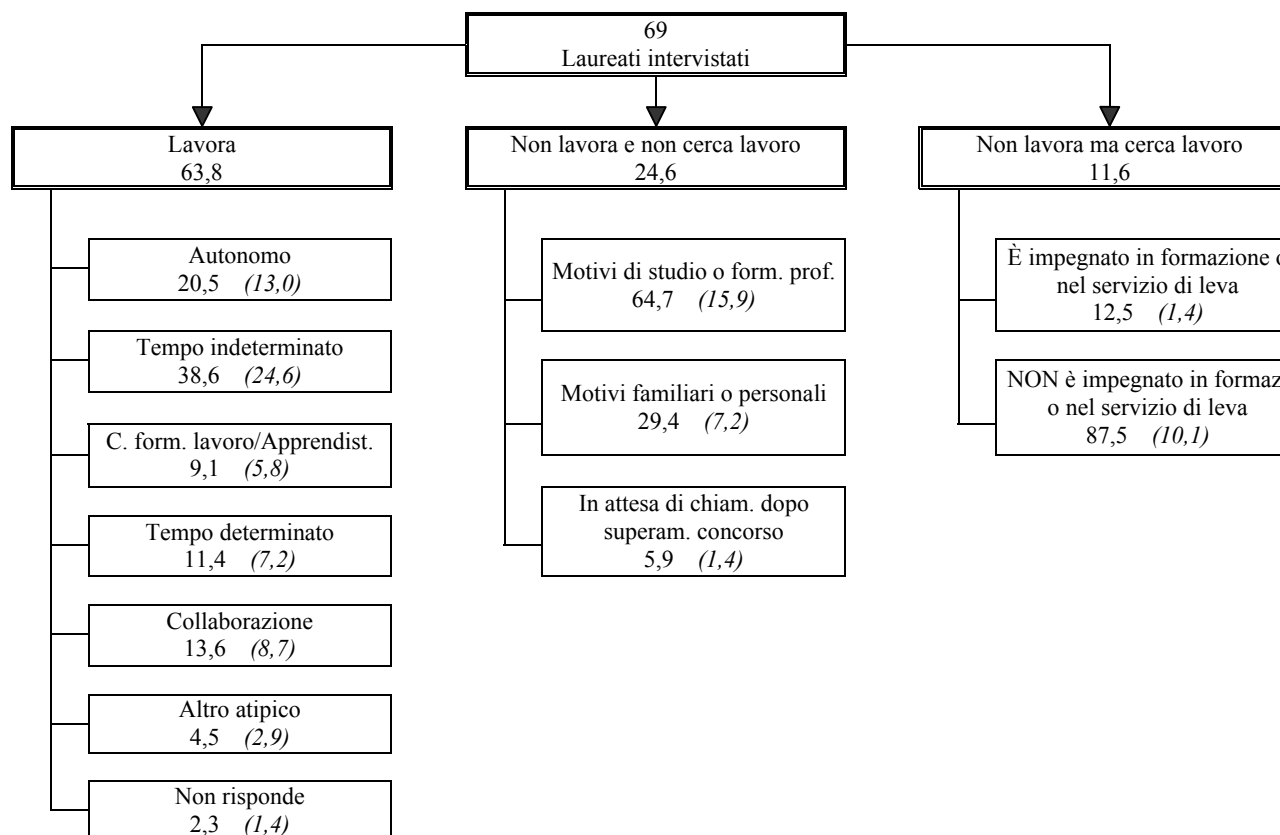 69
Laureati intervistati
Lavora
63,8
Autonomo
20,5 (13,0)
Tempo indeterminato
38,6 (24,6)
C. form. lavoro/Apprendist.
9,1 (5,8)
Tempo determinato
11,4 (7,2)
Collaborazione
13,6 (8,7)
Altro atipico
4,5 (2,9)
Non risponde
2,3 (1,4)
Non lavora e non cerca lavoro
24,6
Motivi di studio o form. prof.
64,7 (15,9)
Motivi familiari o personali
29,4 (7,2)
In attesa di chiam. dopo
superam. concorso
5,9 (1,4)
Non lavora ma cerca lavoro
11,6
È impegnato in formazione
nel servizio di leva
12,5 (1,4)
NON è impegnato in
o nel servizio di leva
87,5 (10,1)